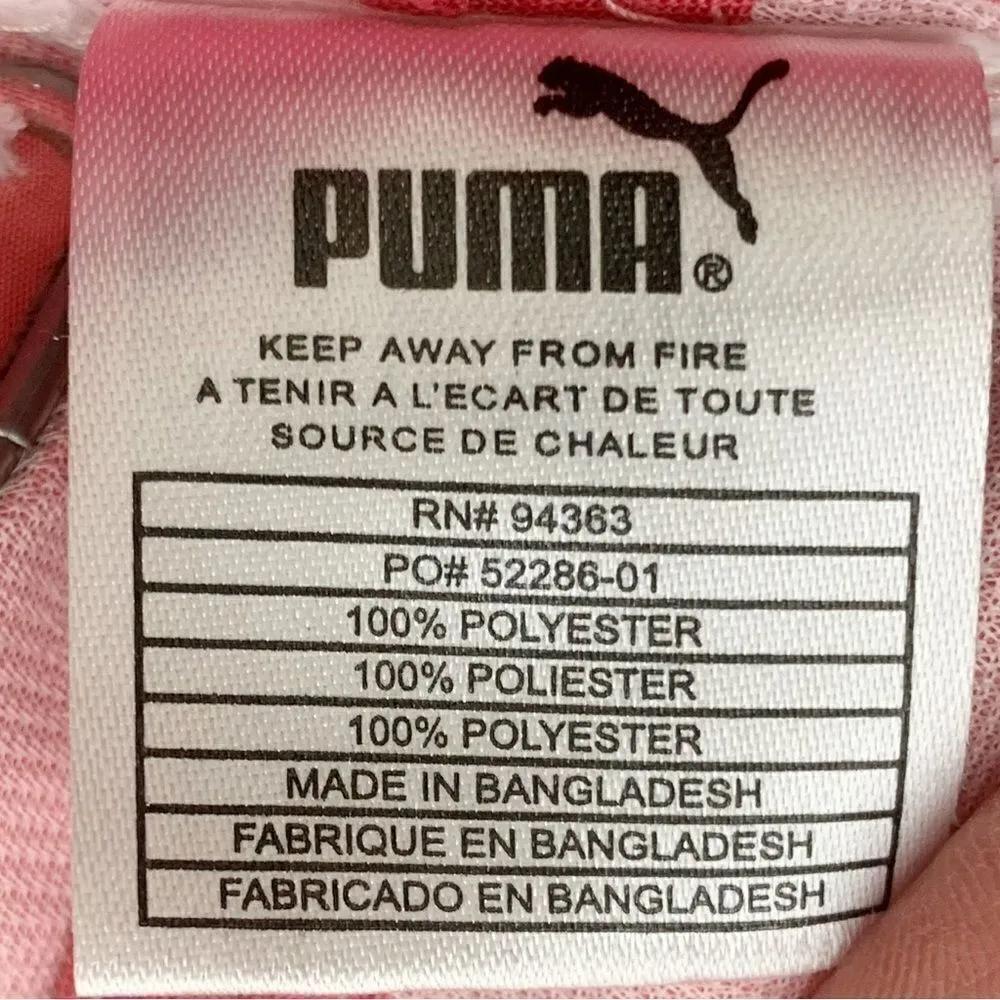 PUMA®
KEEP AWAY FROM FIRE
A TENIR A L'ECART DE TOUTE
SOURCE DE CHALEUR
RN# 94363
PO# 52286-01
100% POLYESTER
100% POLIESTER
100% POLYESTER
MADE IN BANGLADESH
FABRIQUE EN BANGLADESH
FABRICADO EN BANGLADESH